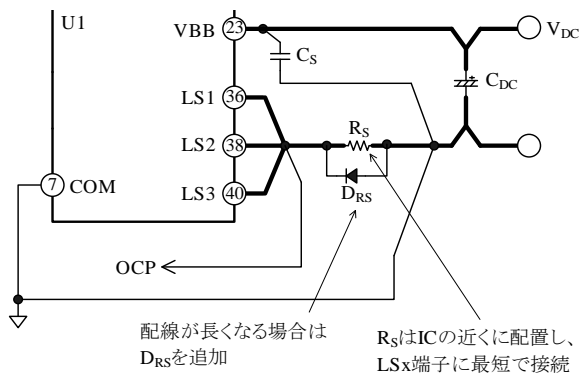 U1
VBB 23
V_DC
C_S
C_DC
LS1 36
LS2 38
R_S
D_RS
LS3 40
7 COM
OCP
配線が長くなる場合は
D_RSを追加
R_SはICの近くに配置し、
LSx端子に最短で接続